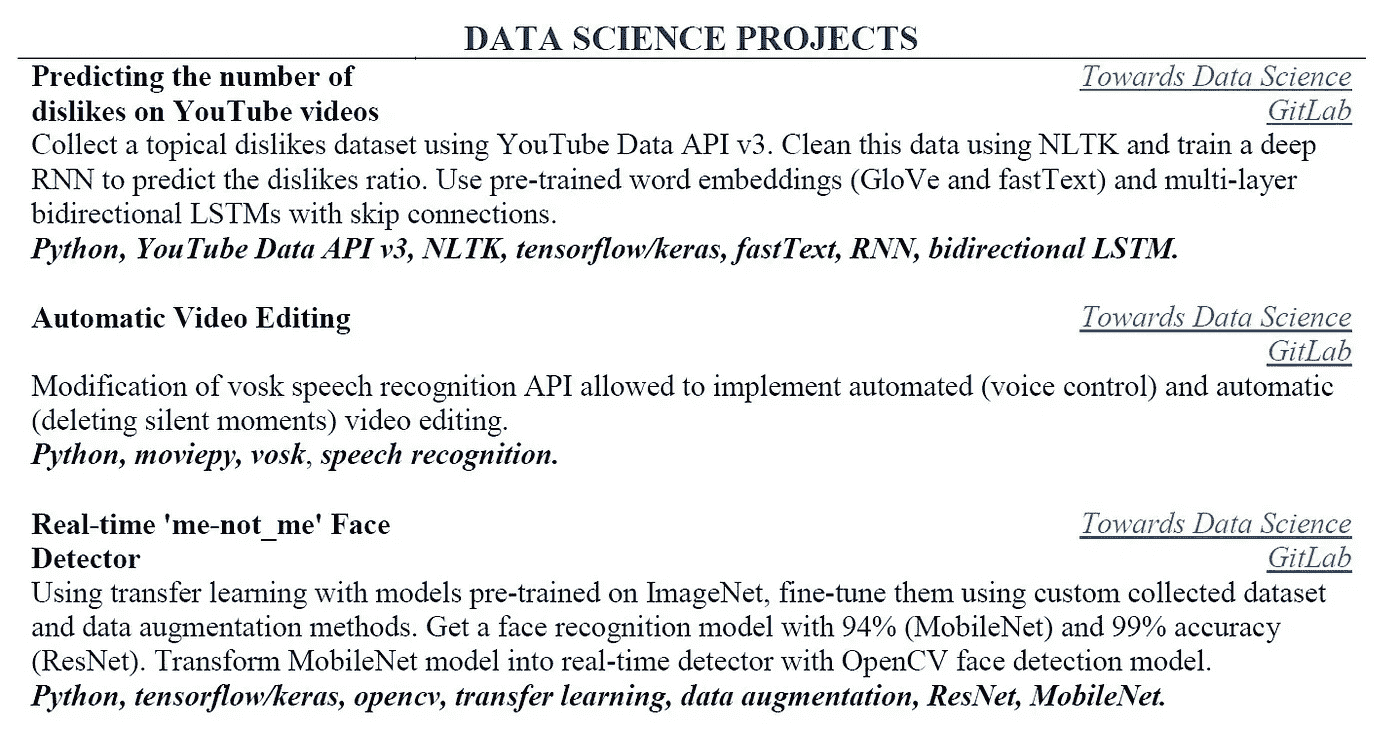 DATA SCIENCE PROJECTS
Predicting the number of Towards Data Science
dislikes on YouTube videos GitLab
Collect a topical dislikes dataset using YouTube Data API v3. Clean this data using NLTK and train a deep
RNN to predict the dislikes ratio. Use pre-trained word embeddings (GloVe and fastText) and multi-layer
bidirectional LSTMs with skip connections.
Python, YouTube Data API v3, NLTK, tensorflow/keras, fastText, RNN, bidirectional LSTM.
Automatic Video Editing Towards Data Science
GitLab
Modification of vosk speech recognition API allowed to implement automated (voice control) and automatic
(deleting silent moments) video editing.
Python, moviepy, vosk, speech recognition.
Real-time 'me-not_me' Face Towards Data Science
Detector GitLab
Using transfer learning with models pre-trained on ImageNet, fine-tune them using custom collected dataset
and data augmentation methods. Get a face recognition model with 94% (MobileNet) and 99% accuracy
(ResNet). Transform MobileNet model into real-time detector with OpenCV face detection model.
Python, tensorflow/keras, opencv, transfer learning, data augmentation, ResNet, MobileNet.